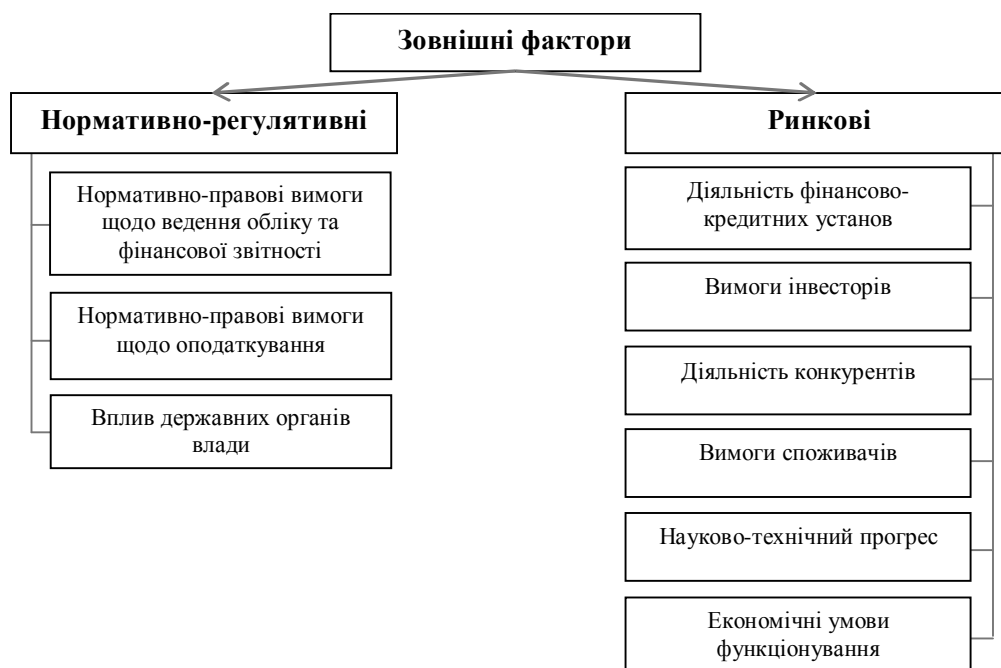 Зовнішні фактори
Нормативно-регулятивні
Нормативно-правові вимоги
щодо ведення обліку та
фінансової звітності
Нормативно-правові вимоги
щодо оподаткування
Вплив державних органів
влади
Ринкові
Діяльність фінансово-
кредитних установ
Вимоги інвесторів
Діяльність конкурентів
Вимоги споживачів
Науково-технічний прогрес
Економічні умови
функціонування